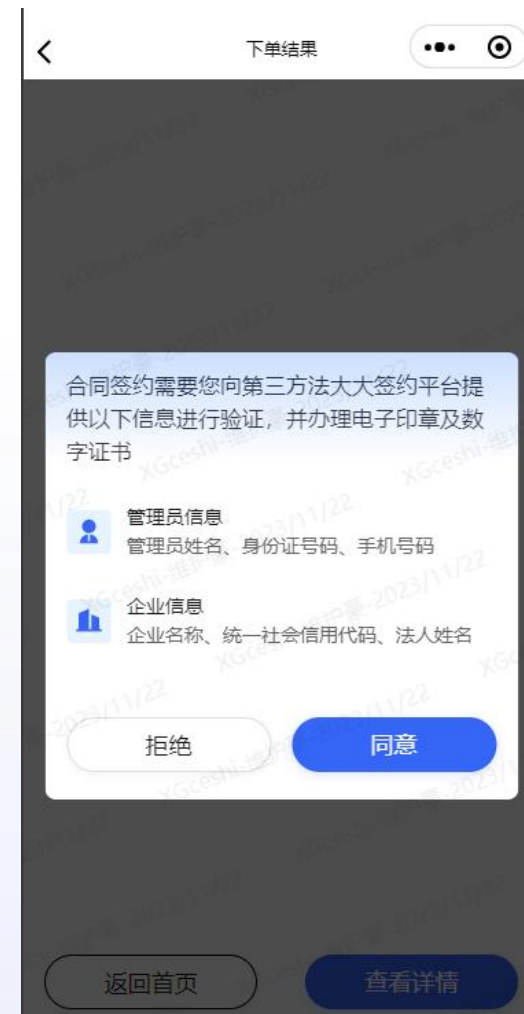 下单结果
合同签约需要您向第三方法大大签约平台提
供以下信息进行验证，并办理电子印章及数
字证书
管理员信息
管理员姓名、身份证号码、手机号码
企业信息
企业名称、统一社会信用代码、法人姓名
拒绝
同意
返回首页
查看详情